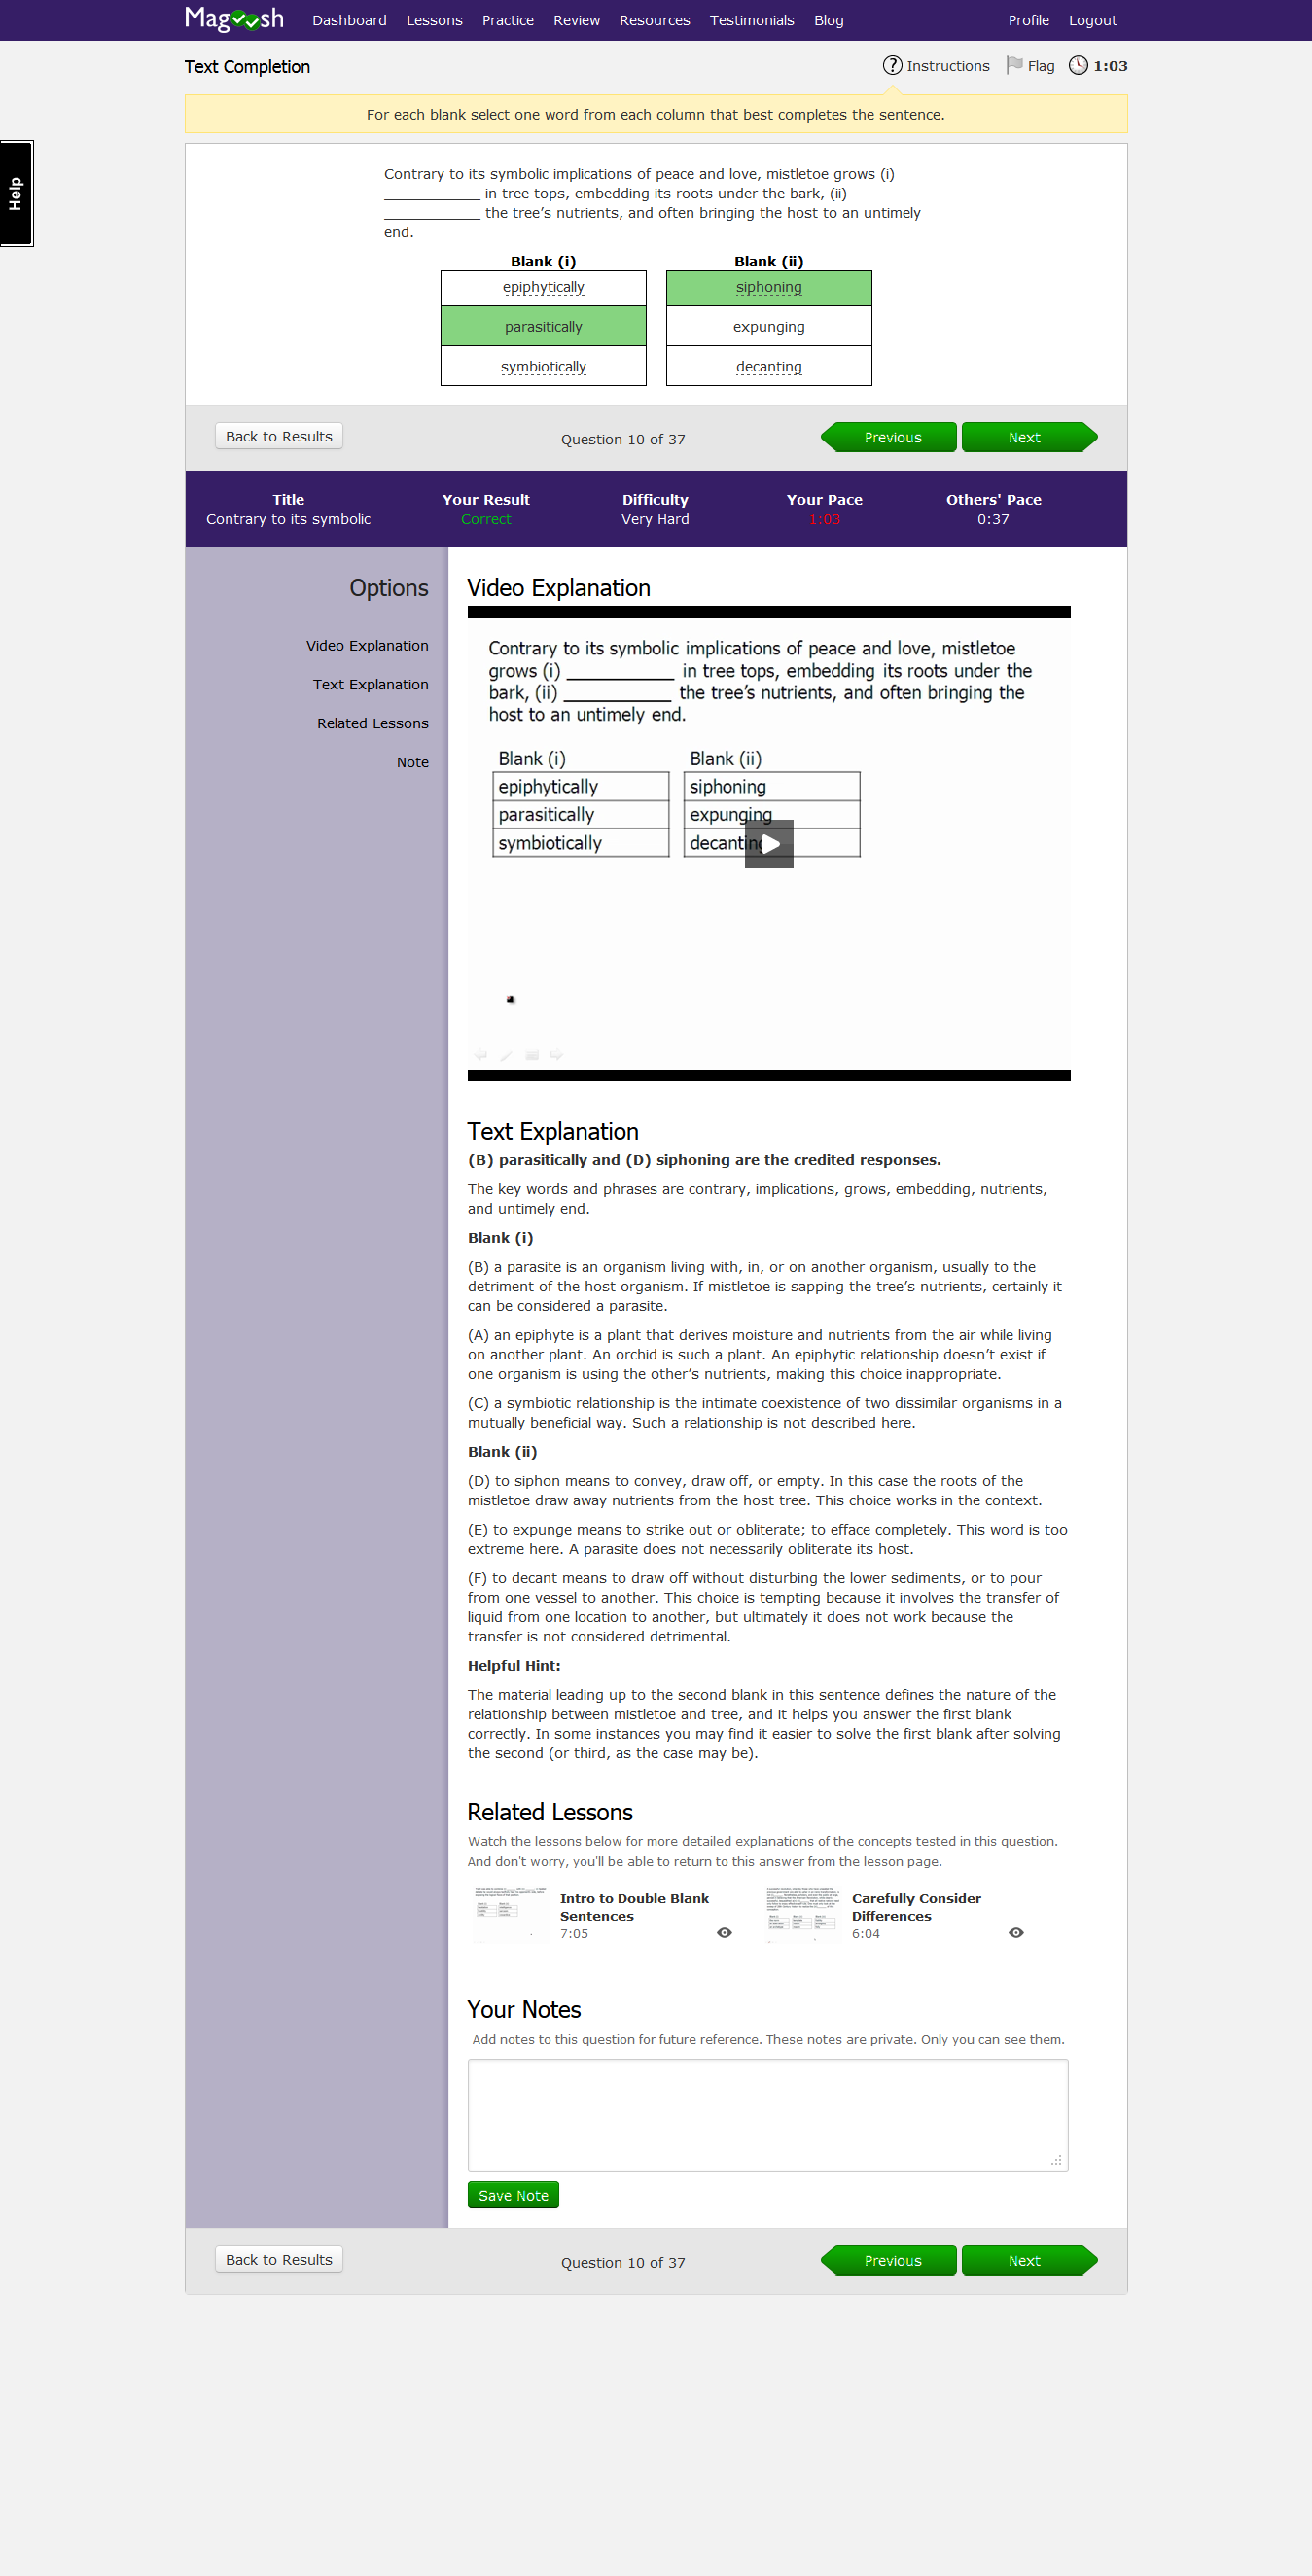 Magoosh Dashboard Lessons Practice Review Resources Testimonials Blog Profile Logout
Text Completion ? Instructions Flag 1:03
For each blank select one word from each column that best completes the sentence.
Help
Contrary to its symbolic implications of peace and love, mistletoe grows (i)
_____________ in tree tops, embedding its roots under the bark, (ii)
_____________ the tree’s nutrients, and often bringing the host to an untimely
end.
Blank (i) Blank (ii)
epiphytically siphoning
parasitically expunging
symbiotically decanting
Back to Results Question 10 of 37 Previous Next
Title Your Result Difficulty Your Pace Others' Pace
Contrary to its symbolic Correct Very Hard 1:03 0:37
Options
Video Explanation
Text Explanation
Related Lessons
Note
Video Explanation
Contrary to its symbolic implications of peace and love, mistletoe
grows (i) ___________ in tree tops, embedding its roots under the
bark, (ii) ___________ the tree’s nutrients, and often bringing the
host to an untimely end.
Blank (i) Blank (ii)
epiphytically siphoning
parasitically expunging
symbiotically decanting
Text Explanation
(B) parasitically and (D) siphoning are the credited responses.
The key words and phrases are contrary, implications, grows, embedding, nutrients,
and untimely end.
Blank (i)
(B) a parasite is an organism living with, in, or on another organism, usually to the
detriment of the host organism. If mistletoe is sapping the tree’s nutrients, certainly it
can be considered a parasite.
(A) an epiphyte is a plant that derives moisture and nutrients from the air while living
on another plant. An orchid is such a plant. An epiphytic relationship doesn’t exist if
one organism is using the other’s nutrients, making this choice inappropriate.
(C) a symbiotic relationship is the intimate coexistence of two dissimilar organisms in a
mutually beneficial way. Such a relationship is not described here.
Blank (ii)
(D) to siphon means to convey, draw off, or empty. In this case the roots of the
mistletoe draw away nutrients from the host tree. This choice works in the context.
(E) to expunge means to strike out or obliterate; to efface completely. This word is too
extreme here. A parasite does not necessarily obliterate its host.
(F) to decant means to draw off without disturbing the lower sediments, or to pour
from one vessel to another. This choice is tempting because it involves the transfer of
liquid from one location to another, but ultimately it does not work because the
transfer is not considered detrimental.
Helpful Hint:
The material leading up to the second blank in this sentence defines the nature of the
relationship between mistletoe and tree, and it helps you answer the first blank
correctly. In some instances you may find it easier to solve the first blank after solving
the second (or third, as the case may be).
Related Lessons
Watch the lessons below for more detailed explanations of the concepts tested in this question.
And don't worry, you'll be able to return to this answer from the lesson page.
Intro to Double Blank
Sentences
7:05
Carefully Consider
Differences
6:04
Your Notes
Add notes to this question for future reference. These notes are private. Only you can see them.
Save Note
Back to Results Question 10 of 37 Previous Next